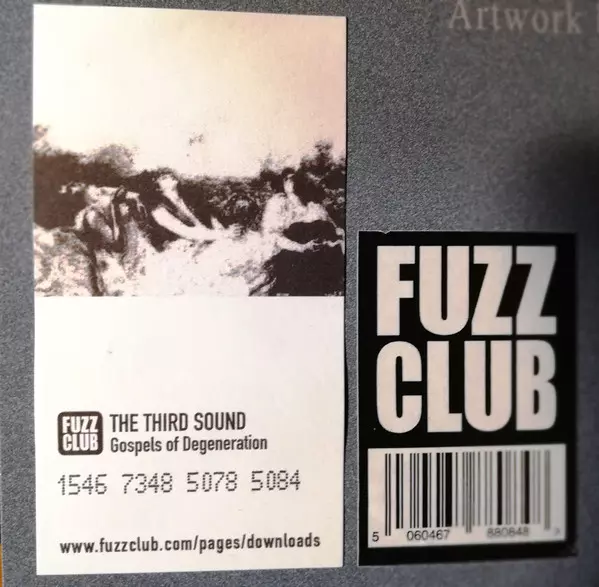 Artwork
FUZZ
CLUB
THE THIRD SOUND
Gospels of Degeneration
1546 7348 5078 5084
www.fuzzclub.com/pages/downloads
FUZZ
CLUB
5 060467 880848 >